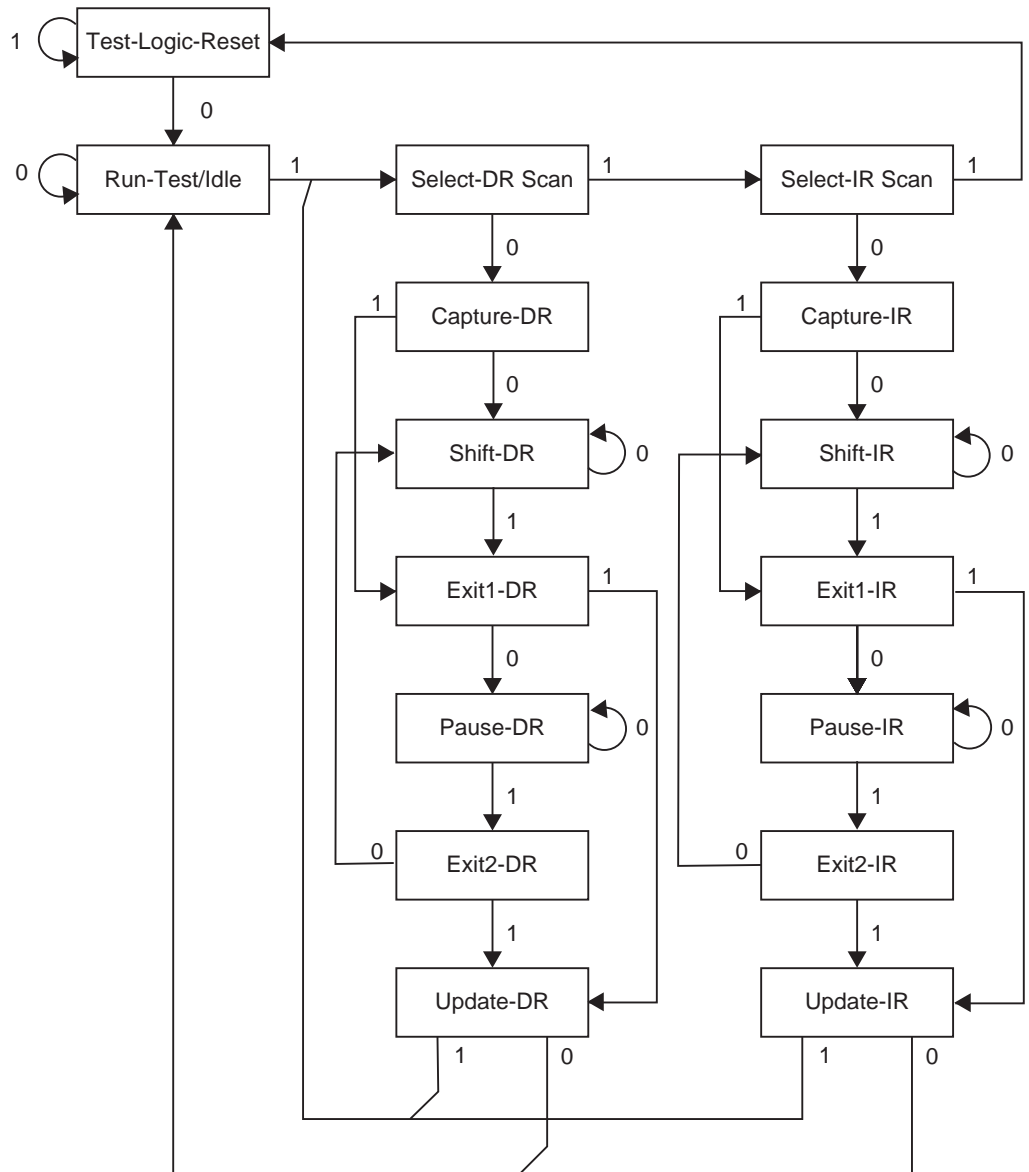 1 Test-Logic-Reset
0
0 Run-Test/Idle 1 Select-DR Scan 1 Select-IR Scan 1
0 0
1 Capture-DR 1 Capture-IR
0 0
Shift-DR 0 Shift-IR 0
1 1
Exit1-DR 1 Exit1-IR 1
0 0
Pause-DR 0 Pause-IR 0
1 1
0 Exit2-DR 0 Exit2-IR
1 1
Update-DR Update-IR
1 0 1 0